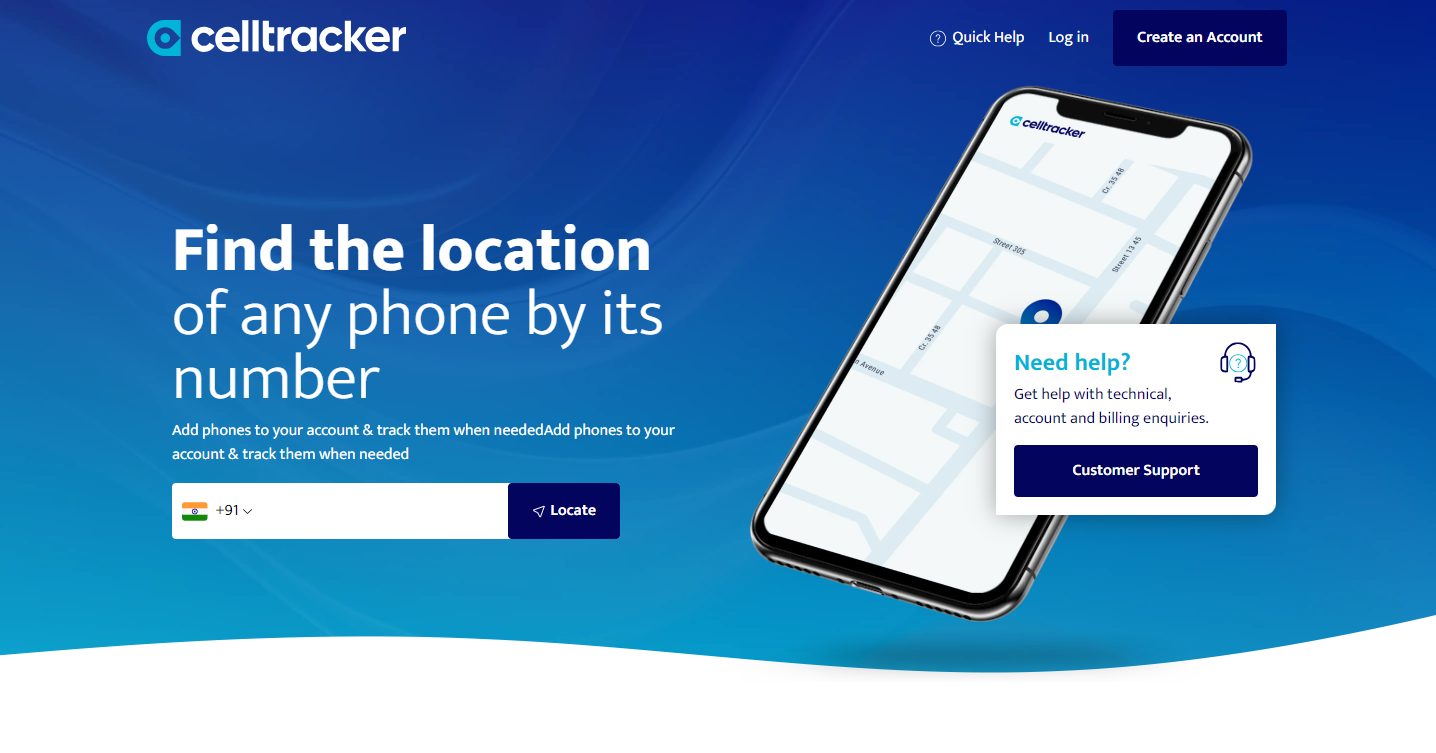 celltracker
Quick Help
Log in
Create an Account
celltracker
Cr. 35 48
Street 305
Street 13 45
Cr. 35 48
n Avenue
Find the location
of any phone by its
number
Add phones to your account & track them when neededAdd phones to your
account & track them when needed
+91
Locate
Need help?
Get help with technical,
account and billing enquiries.
Customer Support